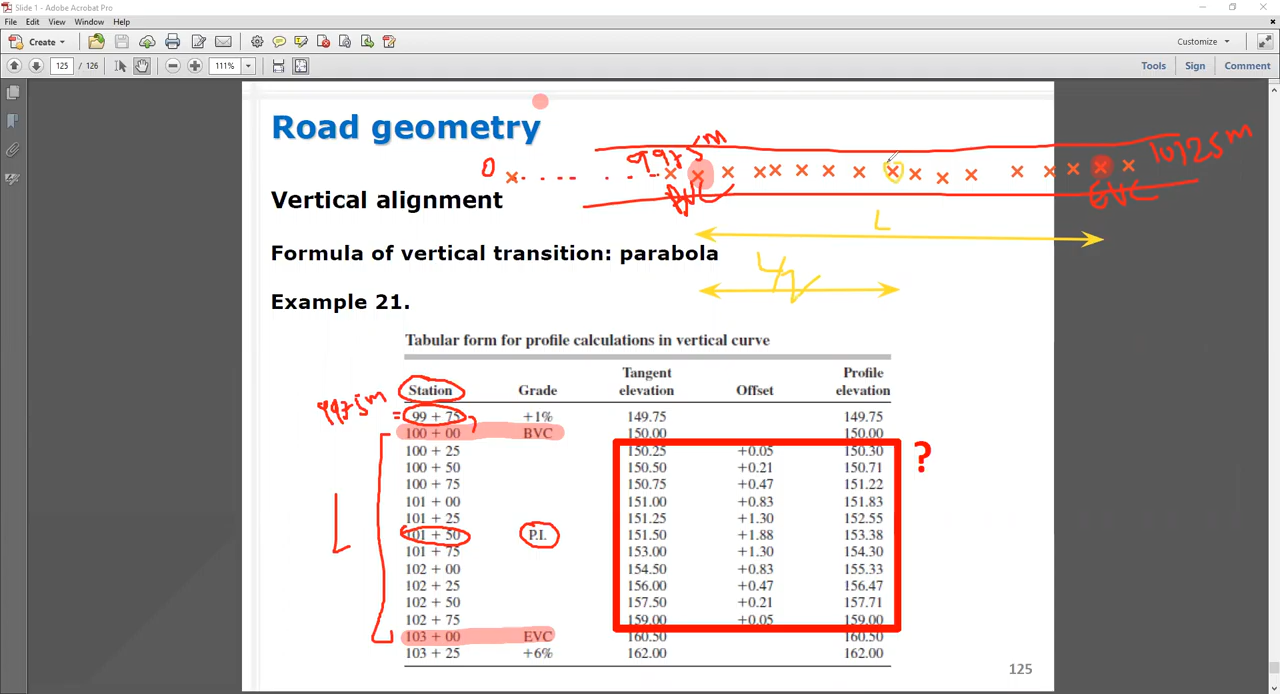 Slide 1 - Adobe Acrobat Pro
File Edit View Window Help
Create Customize
125 / 126 111% Tools Sign Comment
Road geometry
0 9975m 10125m
BVC EVC
Vertical alignment
L
Formula of vertical transition: parabola
L/2
Example 21.
Tabular form for profile calculations in vertical curve
Tangent Profile
Station Grade elevation Offset elevation
9975m = 99 + 75 +1% 149.75 149.75
100 + 00 BVC 150.00 150.00
100 + 25 150.25 +0.05 150.30 ?
100 + 50 150.50 +0.21 150.71
100 + 75 150.75 +0.47 151.22
101 + 00 151.00 +0.83 151.83
101 + 25 151.25 +1.30 152.55
L 101 + 50 P.I. 151.50 +1.88 153.38
101 + 75 153.00 +1.30 154.30
102 + 00 154.50 +0.83 155.33
102 + 25 156.00 +0.47 156.47
102 + 50 157.50 +0.21 157.71
102 + 75 159.00 +0.05 159.00
103 + 00 EVC 160.50 160.50
103 + 25 +6% 162.00 162.00
125